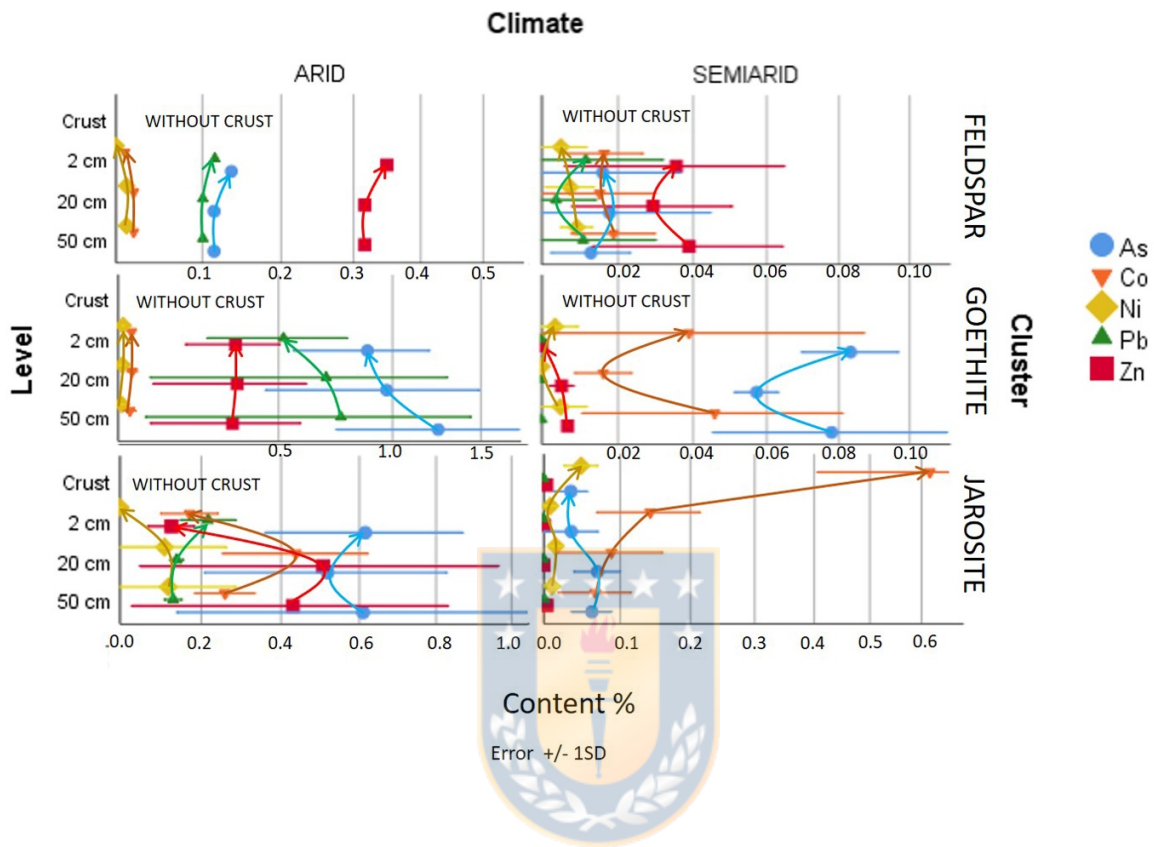 Climate
ARID
SEMIARID
Crust
2 cm
20 cm
50 cm
WITHOUT CRUST
WITHOUT CRUST
FELDSPAR
0.1 0.2 0.3 0.4 0.5
0.02 0.04 0.06 0.08 0.10
Crust
2 cm
20 cm
50 cm
WITHOUT CRUST
WITHOUT CRUST
GOETHITE
0.5 1.0 1.5
0.02 0.04 0.06 0.08 0.10
Crust
2 cm
20 cm
50 cm
WITHOUT CRUST
JAROSITE
.0.0 0.2 0.4 0.6 0.8 1.0
0.0 0.1 0.2 0.3 0.4 0.5 0.6
Level
Cluster
As
Co
Ni
Pb
Zn
Content %
Error +/- 1SD